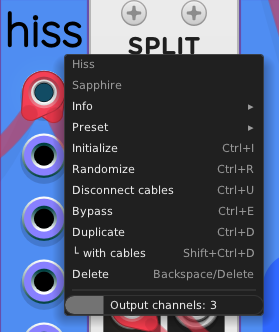 hiss
SPLIT
Hiss
Sapphire
Info ▸
Preset ▸
Initialize Ctrl+I
Randomize Ctrl+R
Disconnect cables Ctrl+U
Bypass Ctrl+E
Duplicate Ctrl+D
└ with cables Shift+Ctrl+D
Delete Backspace/Delete
Output channels: 3